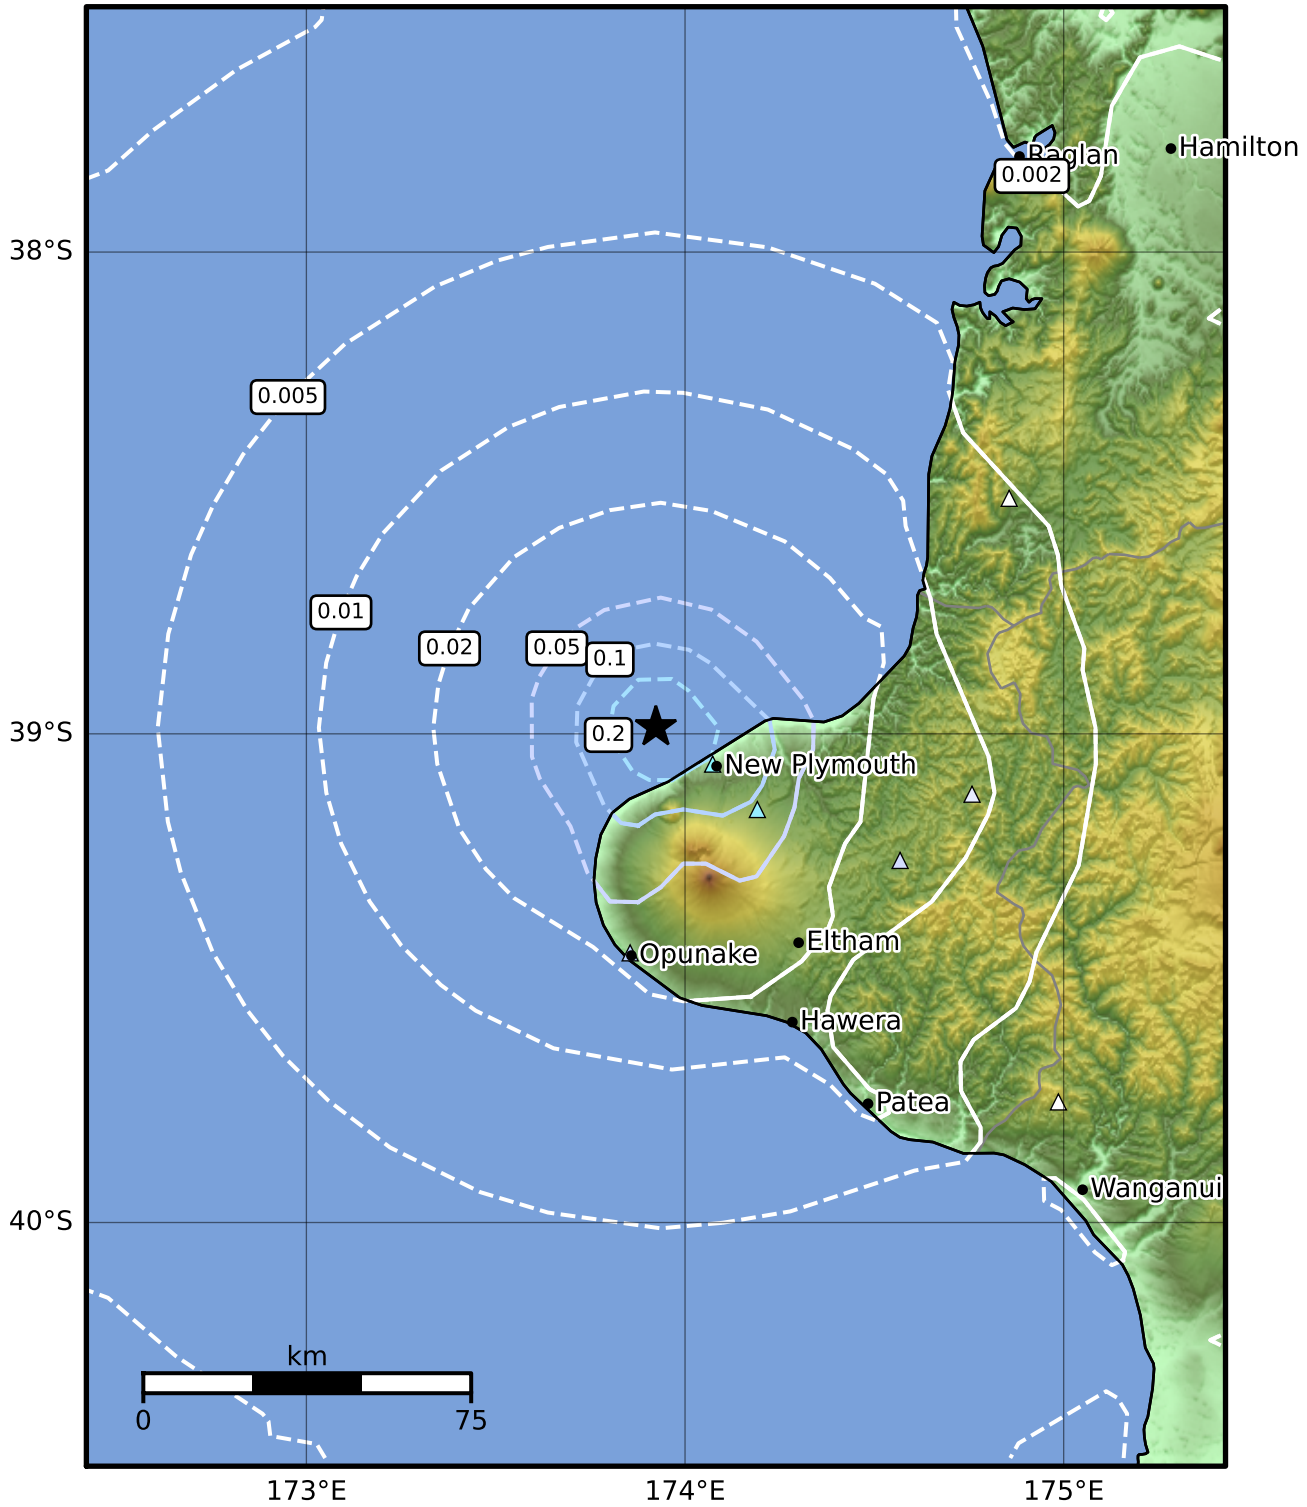 Raglan
Hamilton
0.002
38°S
0.005
0.01
0.02
0.05
0.1
39°S
0.2
New Plymouth
Eltham
Opunake
Hawera
Patea
Wanganui
40°S
km
0
75
173°E
174°E
175°E